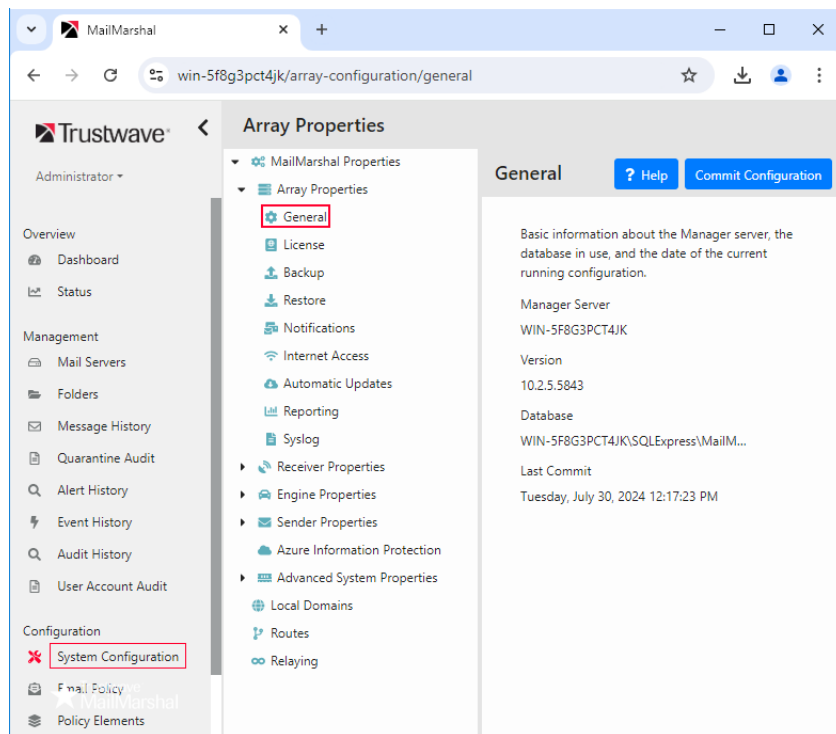 MailMarshal
win-5f8g3pct4jk/array-configuration/general
Trustwave
Administrator
Overview
Dashboard
Status
Management
Mail Servers
Folders
Message History
Quarantine Audit
Alert History
Event History
Audit History
User Account Audit
Configuration
System Configuration
Email Policy
Trustwave
MailMarshal
Policy Elements
Array Properties
MailMarshal Properties
Array Properties
General
License
Backup
Restore
Notifications
Internet Access
Automatic Updates
Reporting
Syslog
Receiver Properties
Engine Properties
Sender Properties
Azure Information Protection
Advanced System Properties
Local Domains
Routes
Relaying
General
? Help
Commit Configuration
Basic information about the Manager server, the
database in use, and the date of the current
running configuration.
Manager Server
WIN-5F8G3PCT4JK
Version
10.2.5.5843
Database
WIN-5F8G3PCT4JK\SQLExpress\MailM...
Last Commit
Tuesday, July 30, 2024 12:17:23 PM